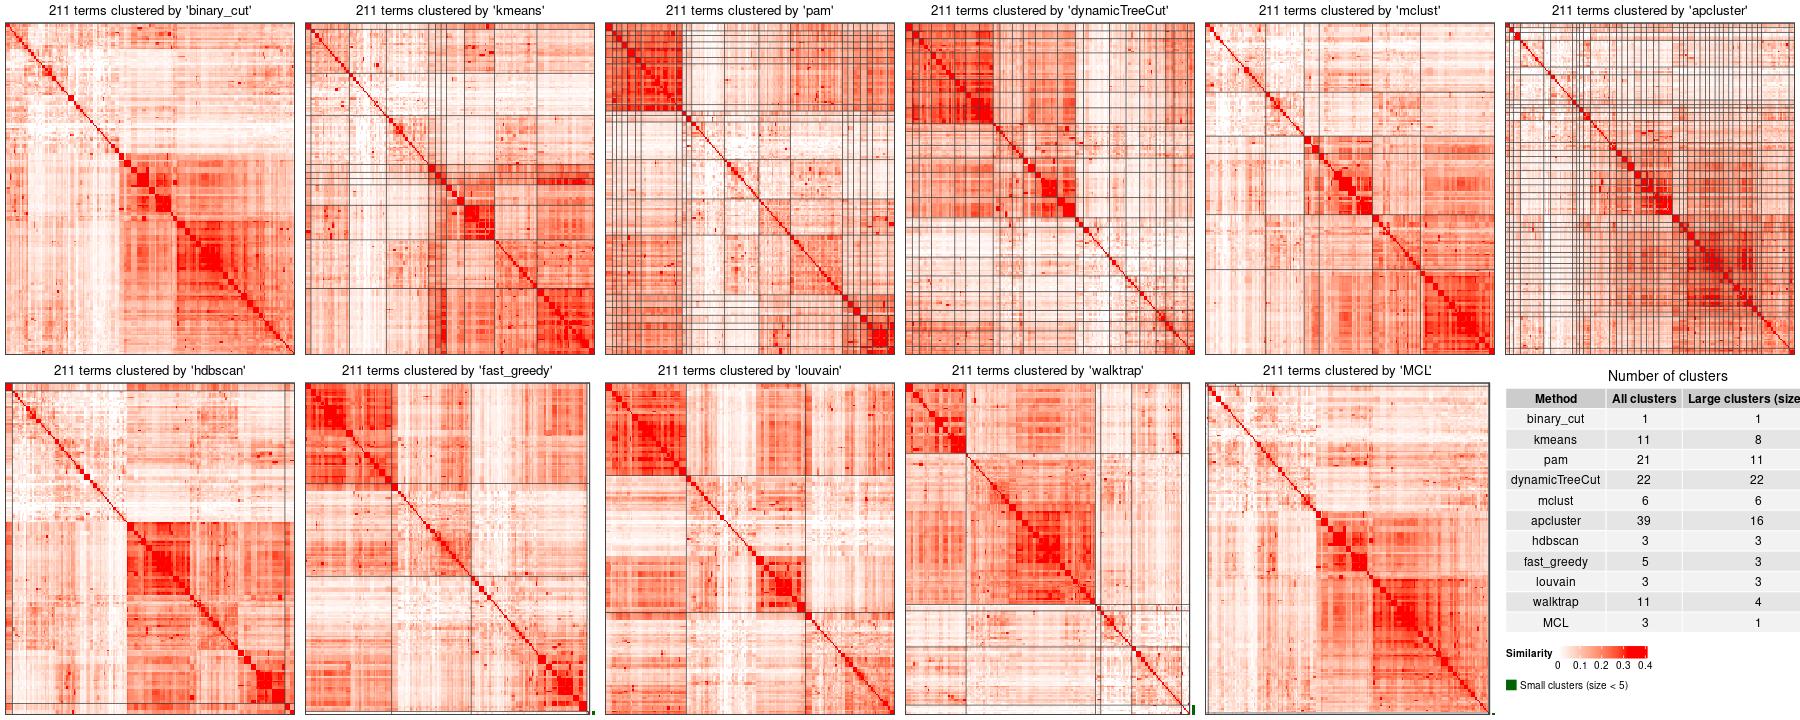 211 terms clustered by 'binary_cut'
211 terms clustered by 'kmeans'
211 terms clustered by 'pam'
211 terms clustered by 'dynamicTreeCut'
211 terms clustered by 'mclust'
211 terms clustered by 'apcluster'
211 terms clustered by 'hdbscan'
211 terms clustered by 'fast_greedy'
211 terms clustered by 'louvain'
211 terms clustered by 'walktrap'
211 terms clustered by 'MCL'
Number of clusters
Method All clusters Large clusters (size
binary_cut 1 1
kmeans 11 8
pam 21 11
dynamicTreeCut 22 22
mclust 6 6
apcluster 39 16
hdbscan 3 3
fast_greedy 5 3
louvain 3 3
walktrap 11 4
MCL 3 1
Similarity
0 0.1 0.2 0.3 0.4
Small clusters (size < 5)